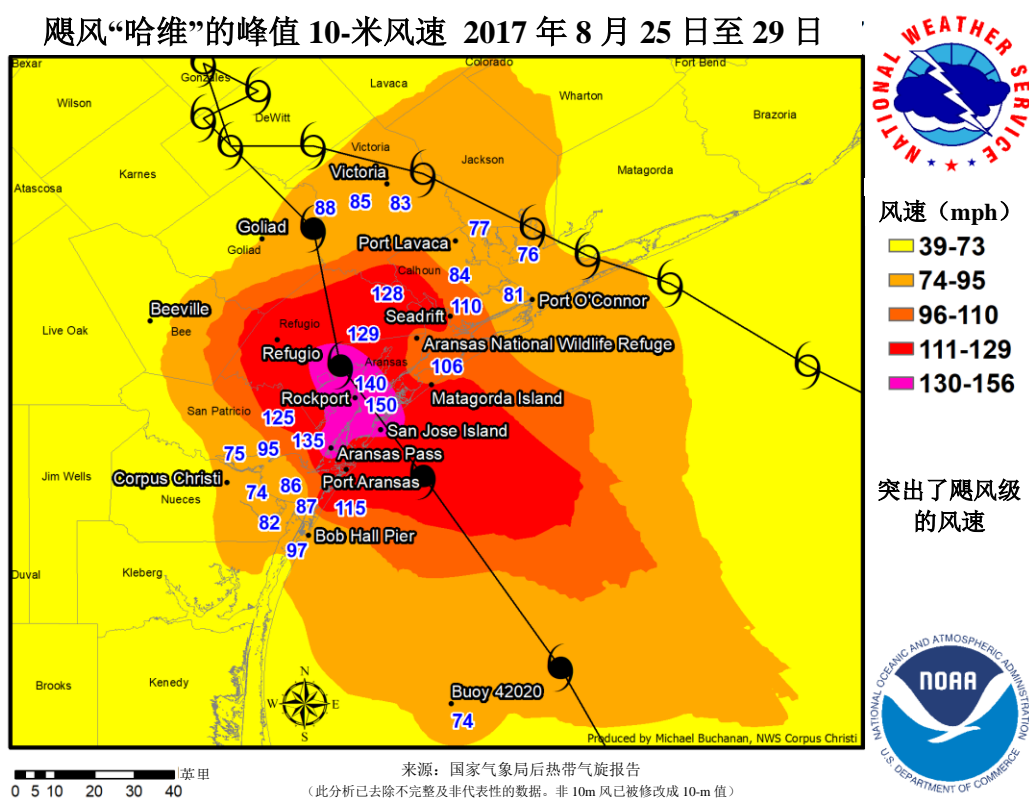 飓风“哈维”的峰值 10-米风速 2017 年 8 月 25 日至 29 日
NATIONAL WEATHER SERVICE
Bexar
Gonzales
Colorado
Fort Bend
Lavaca
Wilson
Wharton
DeWitt
Brazoria
Victoria
Jackson
Karnes
Victoria
Matagorda
Atascosa
88
85
83
Goliad
Goliad
77
Port Lavaca
76
Calhoun
84
128
110
81
Port O'Connor
Beeville
Seadrift
Live Oak
Bee
Refugio
129
Aransas National Wildlife Refuge
Refugio
Aransas
106
140
Rockport
150
Matagorda Island
San Patricio
125
San Jose Island
135
95
75
Aransas Pass
Jim Wells
Corpus Christi
Port Aransas
74
86
Nueces
87
115
82
Bob Hall Pier
97
Duval
Kleberg
Brooks
Kenedy
N
W
E
S
Buoy 42020
74
Produced by Michael Buchanan, NWS Corpus Christi
风速（mph）
39-73
74-95
96-110
111-129
130-156
突出了飓风级
的风速
NATIONAL OCEANIC AND ATMOSPHERIC ADMINISTRATION
NOAA
U.S. DEPARTMENT OF COMMERCE
英里
0 5 10 20 30 40
来源：国家气象局后热带气旋报告
（此分析已去除不完整及非代表性的数据。非 10m 风已被修改成 10-m 值）